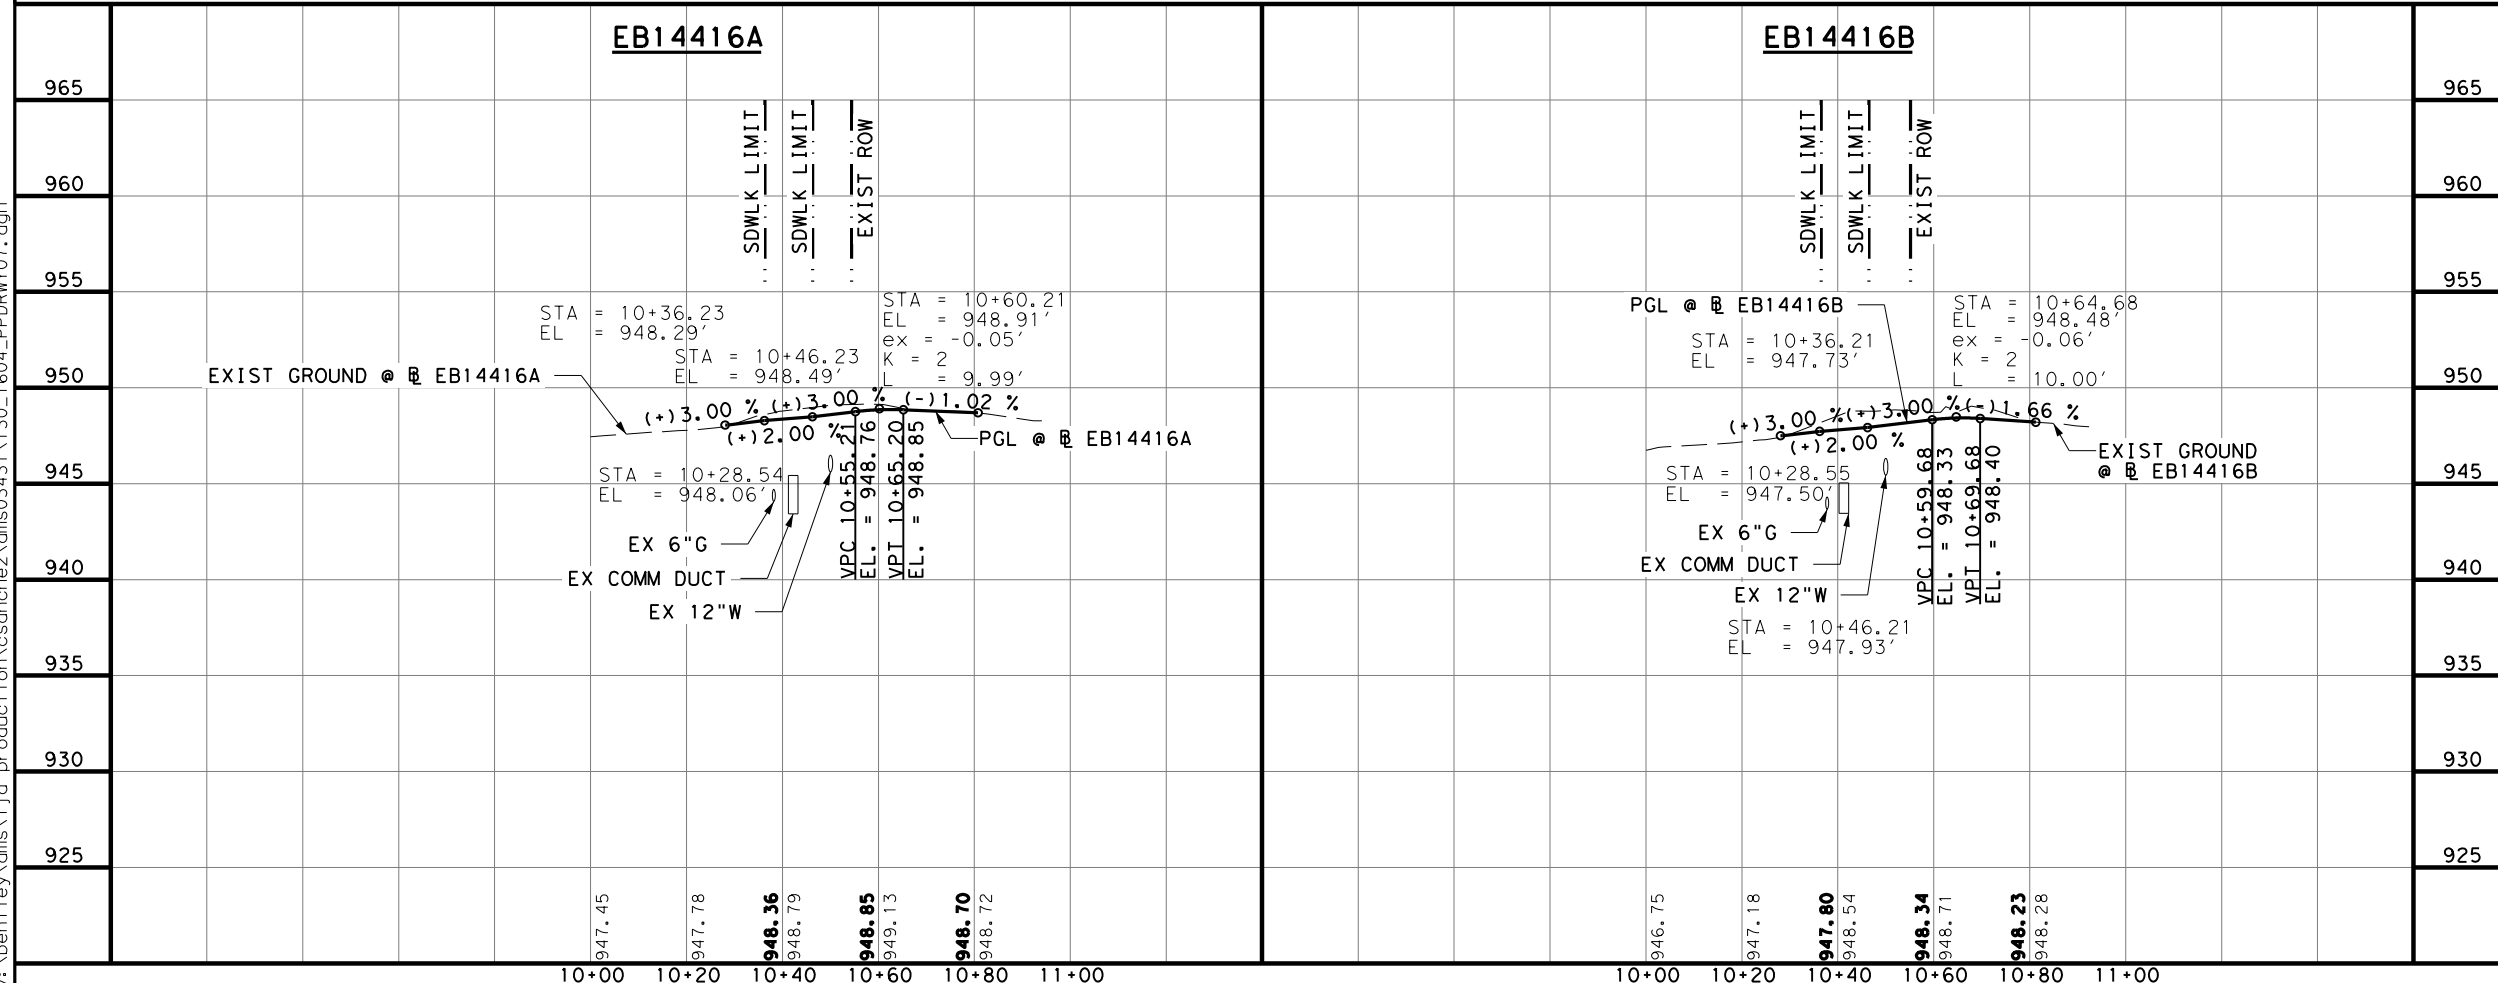 EB14416A
EB14416B
965
965
960
960
955
955
950
950
945
945
940
940
935
935
930
930
925
925
SDWLK LIMIT
SDWLK LIMIT
EXIST ROW
STA = 10+36.23
EL = 948.29'
STA = 10+46.23
EL = 948.49'
STA = 10+60.21
EL = 948.91'
ex = -0.05'
K = 2
L = 9.99'
EXIST GROUND @ BL EB14416A
(+)3.00 %
(+)2.00 %
(+)3.00 %
(-)1.02 %
PGL @ BL EB14416A
STA = 10+28.54
EL = 948.06'
EX 6"G
EX COMM DUCT
EX 12"W
VPC 10+55.21
EL. = 948.76
VPT 10+65.20
EL. = 948.85
947.45
947.78
948.36
948.79
948.85
949.13
948.70
948.72
10+00
10+20
10+40
10+60
10+80
11+00
SDWLK LIMIT
SDWLK LIMIT
EXIST ROW
PGL @ BL EB14416B
STA = 10+36.21
EL = 947.73'
STA = 10+64.68
EL = 948.48'
ex = -0.06'
K = 2
L = 10.00'
(+)3.00 %
(+)2.00 %
(+)3.00 %
(-)1.66 %
EXIST GROUND
@ BL EB14416B
STA = 10+28.55
EL = 947.50'
EX 6"G
EX COMM DUCT
EX 12"W
STA = 10+46.21
EL = 947.93'
VPC 10+59.68
EL. = 948.33
VPT 10+69.68
EL. = 948.40
946.75
947.18
947.80
948.54
948.34
948.71
948.23
948.28
10+00
10+20
10+40
10+60
10+80
11+00